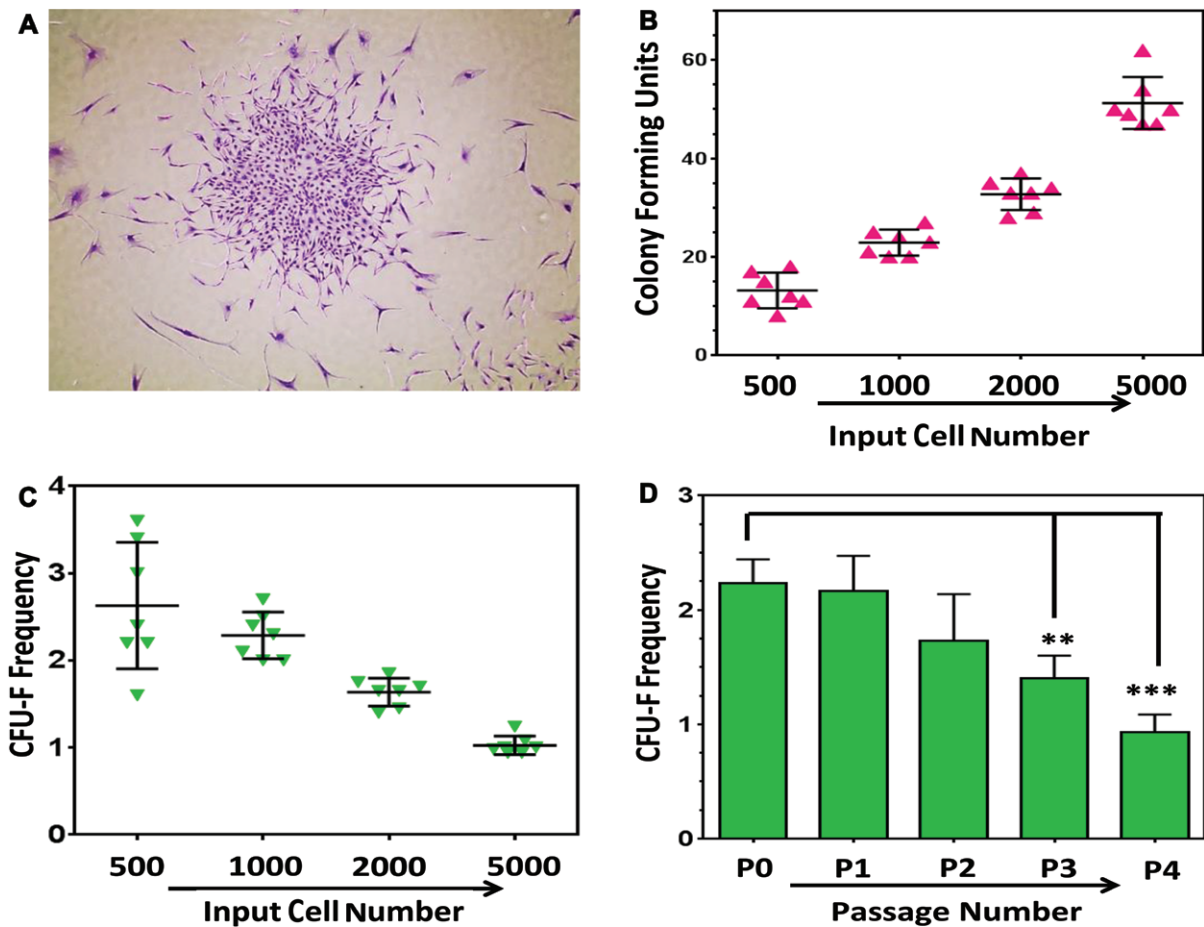 A
B
Colony Forming Units
60
40
20
0
500 1000 2000 5000
Input Cell Number
C
CFU-F Frequency
4
3
2
1
0
500 1000 2000 5000
Input Cell Number
D
CFU-F Frequency
3
2
1
0
**
***
P0 P1 P2 P3 P4
Passage Number